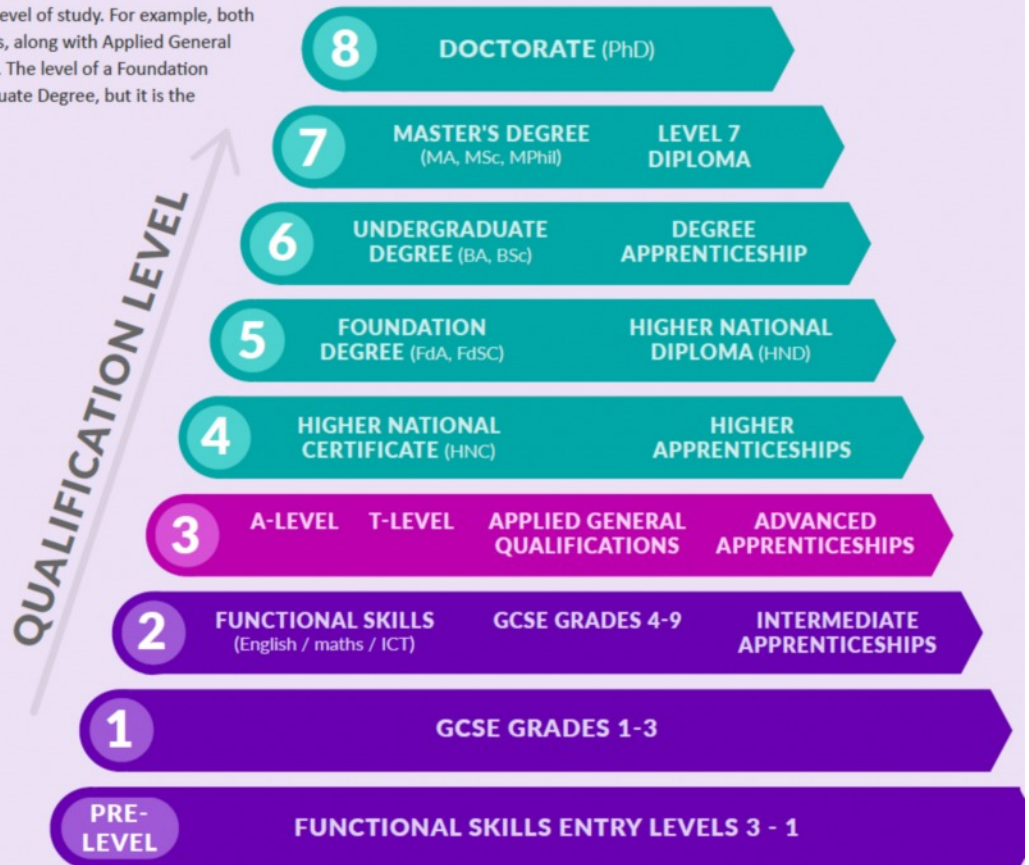 evel of study. For example, both
s, along with Applied General
. The level of a Foundation
uate Degree, but it is the
QUALIFICATION LEVEL
8 DOCTORATE (PhD)
7 MASTER'S DEGREE
(MA, MSc, MPhil)
LEVEL 7
DIPLOMA
6 UNDERGRADUATE
DEGREE (BA, BSc)
DEGREE
APPRENTICESHIP
5 FOUNDATION
DEGREE (FdA, FdSC)
HIGHER NATIONAL
DIPLOMA (HND)
4 HIGHER NATIONAL
CERTIFICATE (HNC)
HIGHER
APPRENTICESHIPS
3 A-LEVEL T-LEVEL APPLIED GENERAL
QUALIFICATIONS
ADVANCED
APPRENTICESHIPS
2 FUNCTIONAL SKILLS
(English / maths / ICT)
GCSE GRADES 4-9
INTERMEDIATE
APPRENTICESHIPS
1 GCSE GRADES 1-3
PRE-
LEVEL
FUNCTIONAL SKILLS ENTRY LEVELS 3 - 1